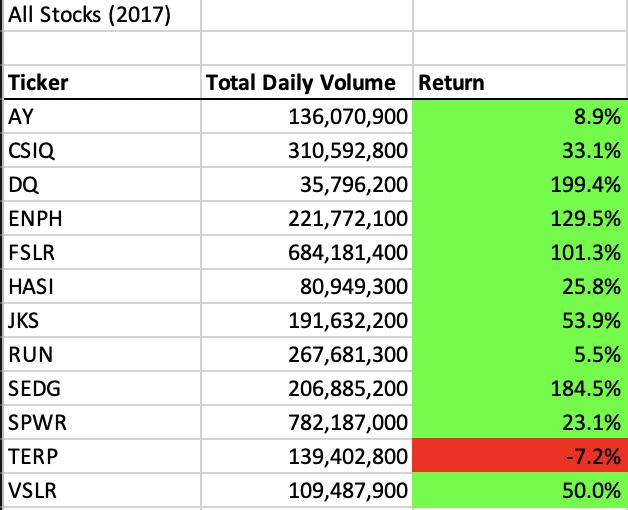 All Stocks (2017)
Ticker Total Daily Volume Return
AY 136,070,900 8.9%
CSIQ 310,592,800 33.1%
DQ 35,796,200 199.4%
ENPH 221,772,100 129.5%
FSLR 684,181,400 101.3%
HASI 80,949,300 25.8%
JKS 191,632,200 53.9%
RUN 267,681,300 5.5%
SEDG 206,885,200 184.5%
SPWR 782,187,000 23.1%
TERP 139,402,800 -7.2%
VSLR 109,487,900 50.0%